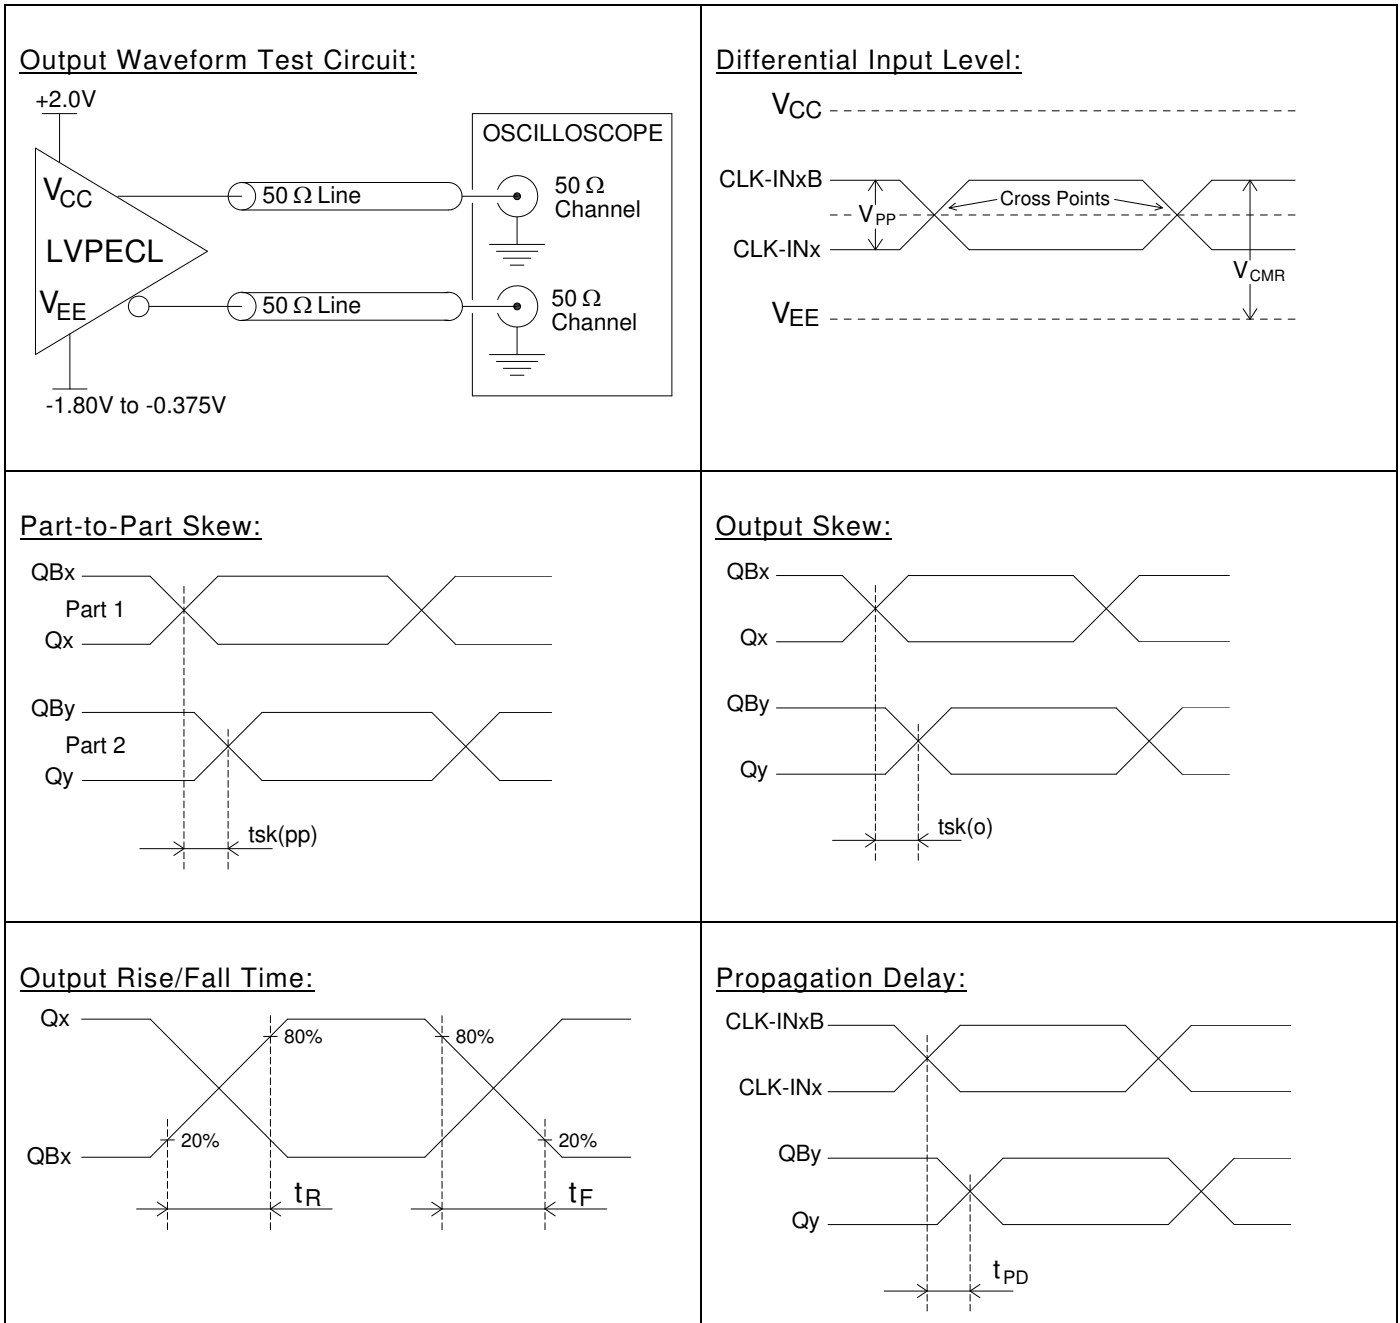 Output Waveform Test Circuit:
+2.0V
OSCILLOSCOPE
VCC
50 Ω Line
50 Ω
Channel
LVPECL
VEE
50 Ω Line
50 Ω
Channel
-1.80V to -0.375V
Differential Input Level:
VCC
CLK-INxB
Cross Points
VPP
CLK-INx
VCMR
VEE
Part-to-Part Skew:
QBx
Part 1
Qx
QBy
Part 2
Qy
tsk(pp)
Output Skew:
QBx
Qx
QBy
Qy
tsk(o)
Output Rise/Fall Time:
Qx
80%
80%
20%
20%
QBx
tR
tF
Propagation Delay:
CLK-INxB
CLK-INx
QBy
Qy
tPD